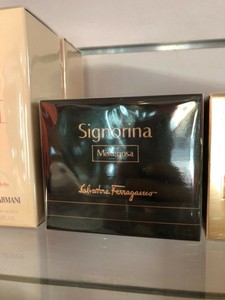 Signorina
Misteriosa
Salvatore Ferragamo
ARMANI